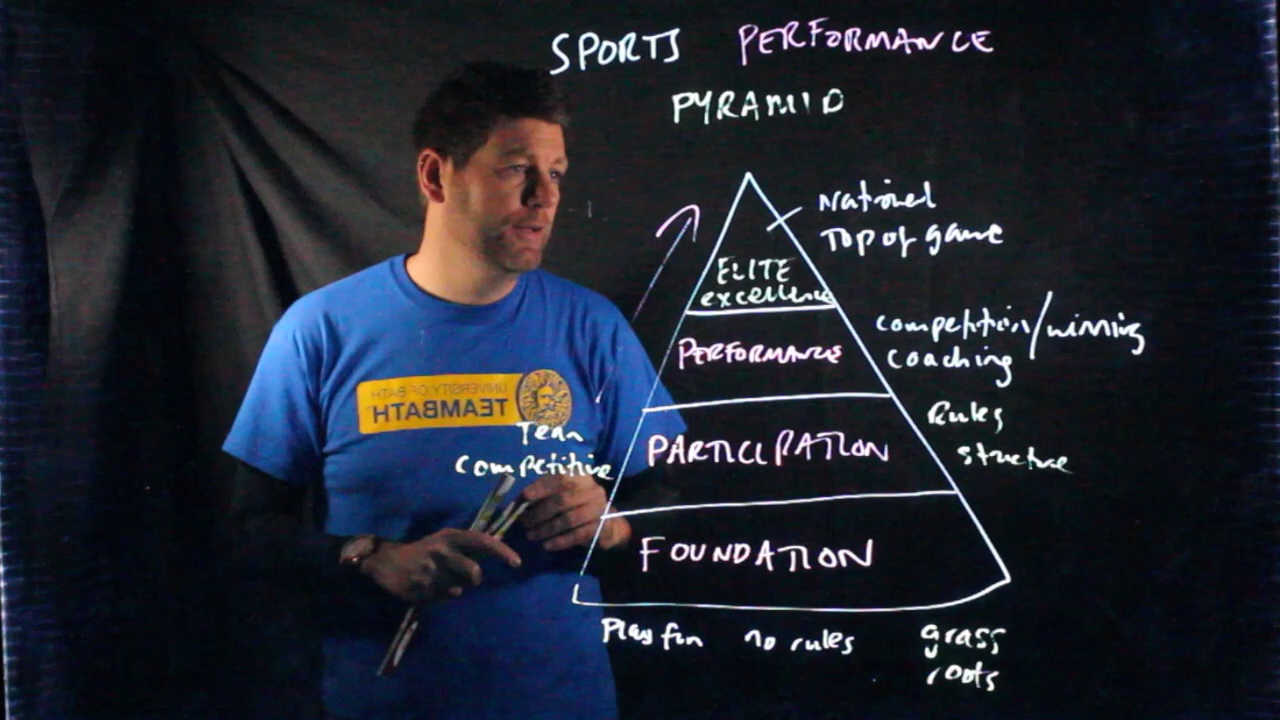 SPORTS PERFORMANCE
PYRAMID
National
Top of game
ELITE
excellence
competition/winning
coaching
PERFORMANCE
Rules
structure
PARTICIPATION
Team
competitive
FOUNDATION
Play fun no rules grass
roots
UNIVERSITY OF BATH
TEAMBATH